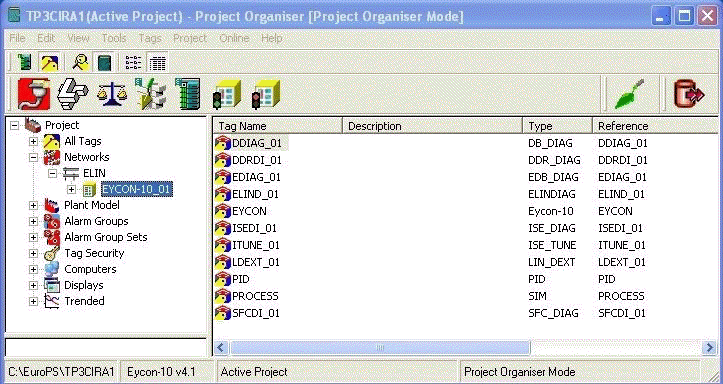 TP3CIRA1(Active Project) - Project Organiser [Project Organiser Mode]
File Edit View Tools Tags Project Online Help
Project
All Tags
Networks
ELIN
EYCON-10_01
Plant Model
Alarm Groups
Alarm Group Sets
Tag Security
Computers
Displays
Trended
Tag Name Description Type Reference
DDIAG_01 DB_DIAG DDIAG_01
DDRDI_01 DDR_DIAG DDRDI_01
EDIAG_01 EDB_DIAG EDIAG_01
ELIND_01 ELINDIAG ELIND_01
EYCON Eycon-10 EYCON
ISEDI_01 ISE_DIAG ISEDI_01
ITUNE_01 ISE_TUNE ITUNE_01
LDEXT_01 LIN_DEXT LDEXT_01
PID PID PID
PROCESS SIM PROCESS
SFCDI_01 SFC_DIAG SFCDI_01
C:\EuroPS\TP3CIRA1 Eycon-10 v4.1 Active Project Project Organiser Mode